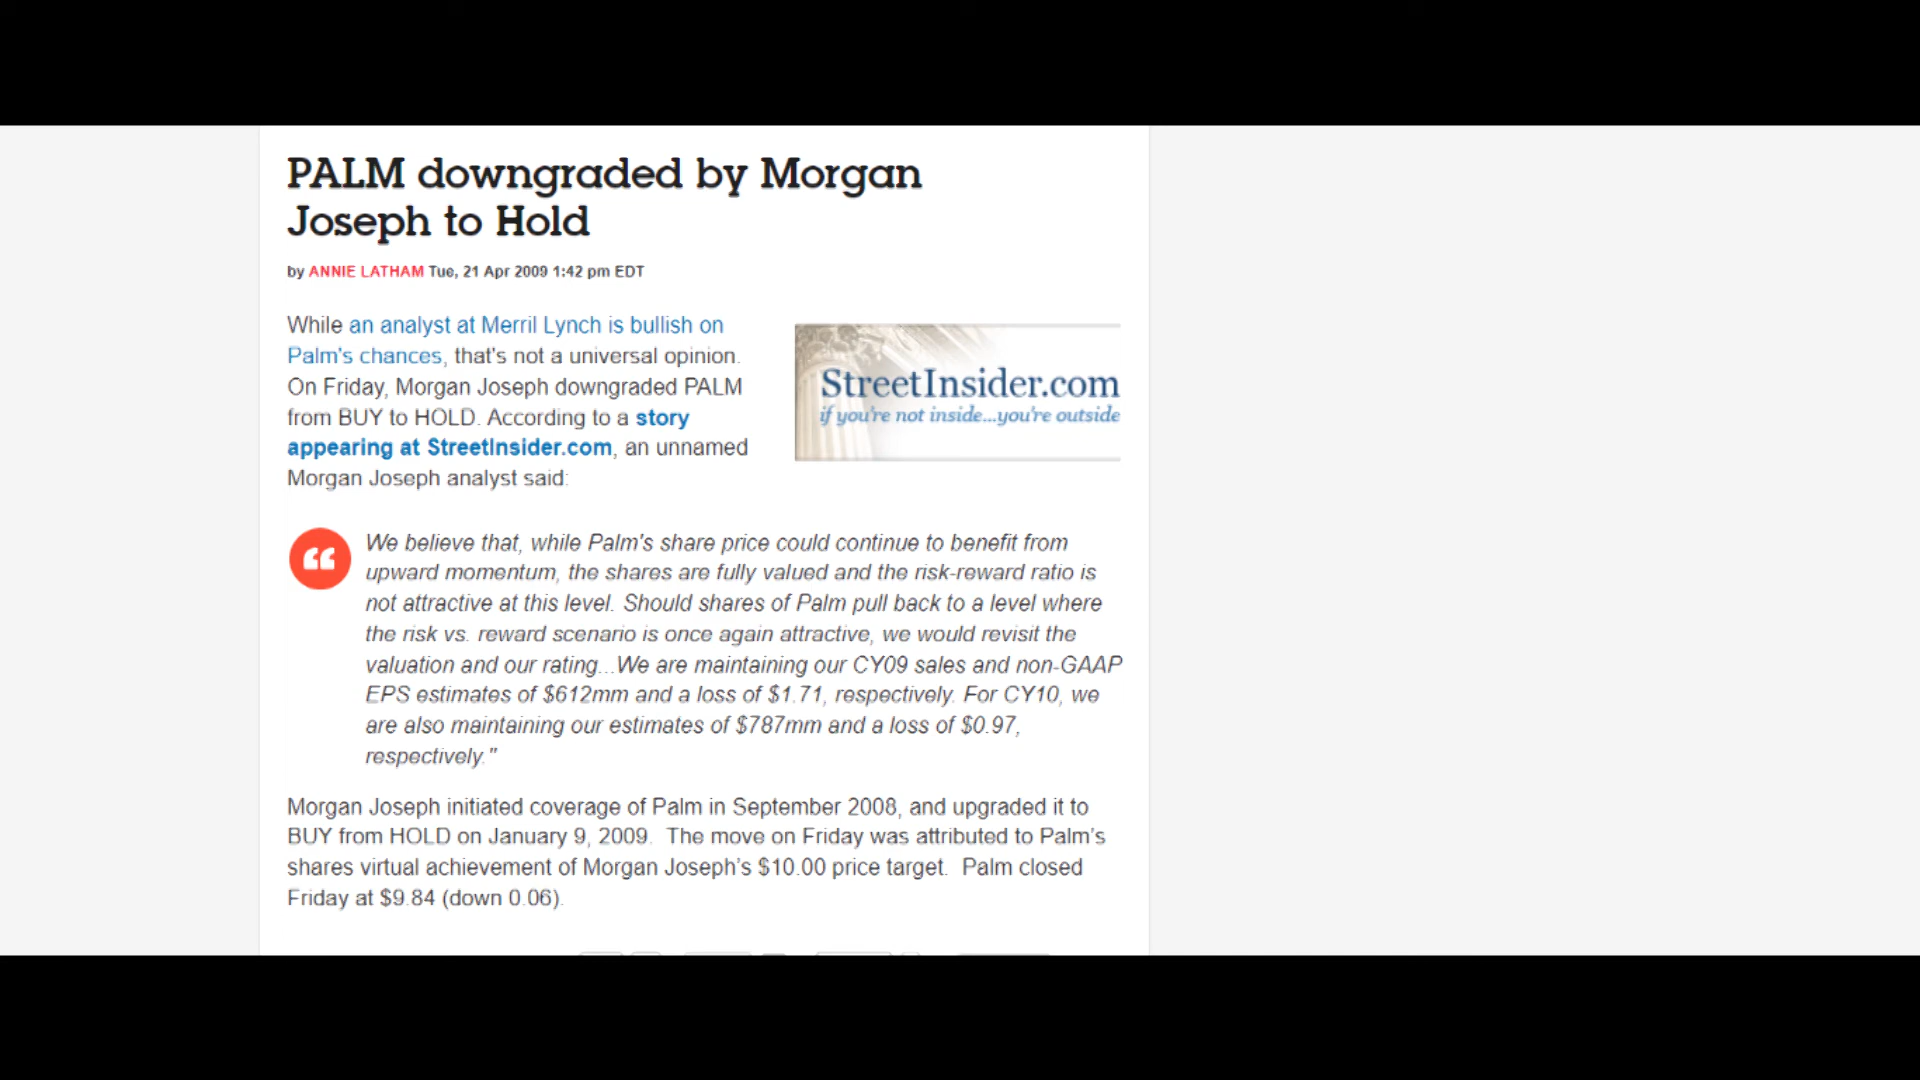 PALM downgraded by Morgan
Joseph to Hold
by ANNIE LATHAM Tue, 21 Apr 2009 1:42 pm EDT
While an analyst at Merril Lynch is bullish on
Palm's chances, that's not a universal opinion.
On Friday, Morgan Joseph downgraded PALM
from BUY to HOLD. According to a story
appearing at StreetInsider.com, an unnamed
Morgan Joseph analyst said:
StreetInsider.com
if you're not inside...you're outside
We believe that, while Palm's share price could continue to benefit from
upward momentum, the shares are fully valued and the risk-reward ratio is
not attractive at this level. Should shares of Palm pull back to a level where
the risk vs. reward scenario is once again attractive, we would revisit the
valuation and our rating...We are maintaining our CY09 sales and non-GAAP
EPS estimates of $612mm and a loss of $1.71, respectively. For CY10, we
are also maintaining our estimates of $787mm and a loss of $0.97,
respectively."
Morgan Joseph initiated coverage of Palm in September 2008, and upgraded it to
BUY from HOLD on January 9, 2009.  The move on Friday was attributed to Palm’s
shares virtual achievement of Morgan Joseph’s $10.00 price target.  Palm closed
Friday at $9.84 (down 0.06).